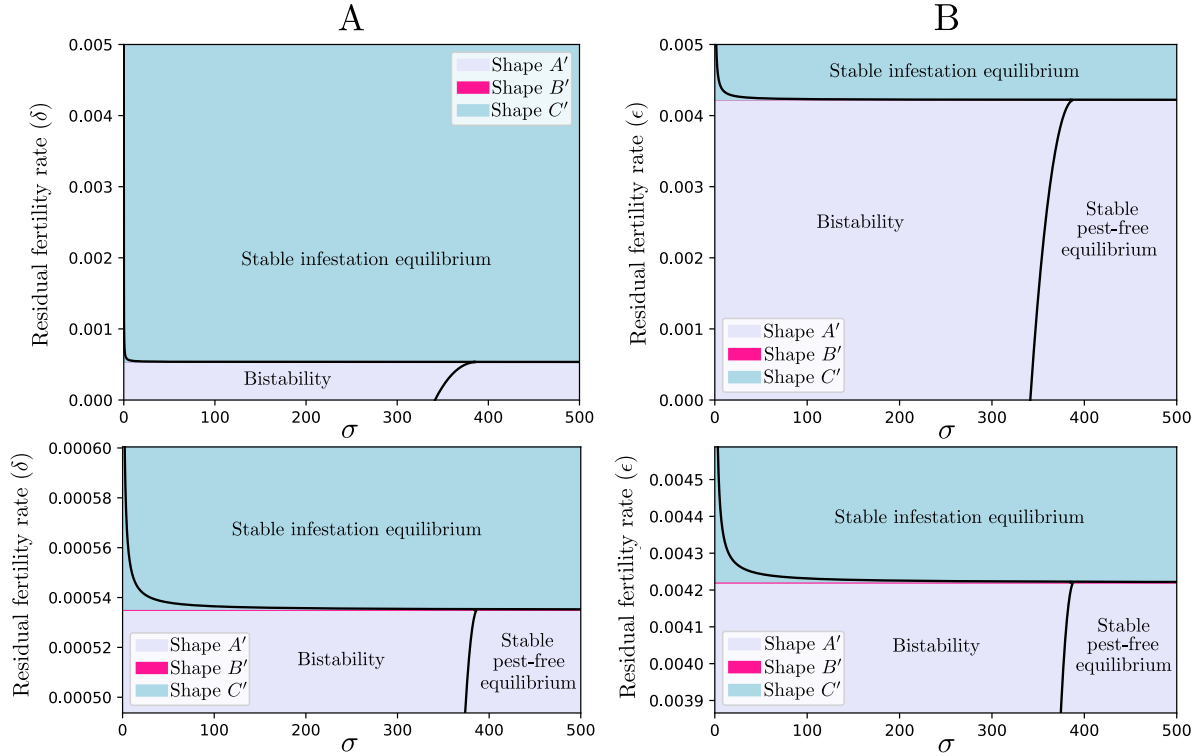 A
Residual fertility rate (δ)
0.005
0.004
0.003
0.002
0.001
0.000
Shape A′
Shape B′
Shape C′
Stable infestation equilibrium
Bistability
0 100 200 300 400 500
σ
B
Residual fertility rate (ϵ)
0.005
0.004
0.003
0.002
0.001
0.000
Stable infestation equilibrium
Bistability
Stable
pest-free
equilibrium
Shape A′
Shape B′
Shape C′
0 100 200 300 400 500
σ
Residual fertility rate (δ)
0.00060
0.00058
0.00056
0.00054
0.00052
0.00050
Stable infestation equilibrium
Bistability
Stable
pest-free
equilibrium
Shape A′
Shape B′
Shape C′
0 100 200 300 400 500
σ
Residual fertility rate (ϵ)
0.0045
0.0044
0.0043
0.0042
0.0041
0.0040
0.0039
Stable infestation equilibrium
Bistability
Stable
pest-free
equilibrium
Shape A′
Shape B′
Shape C′
0 100 200 300 400 500
σ